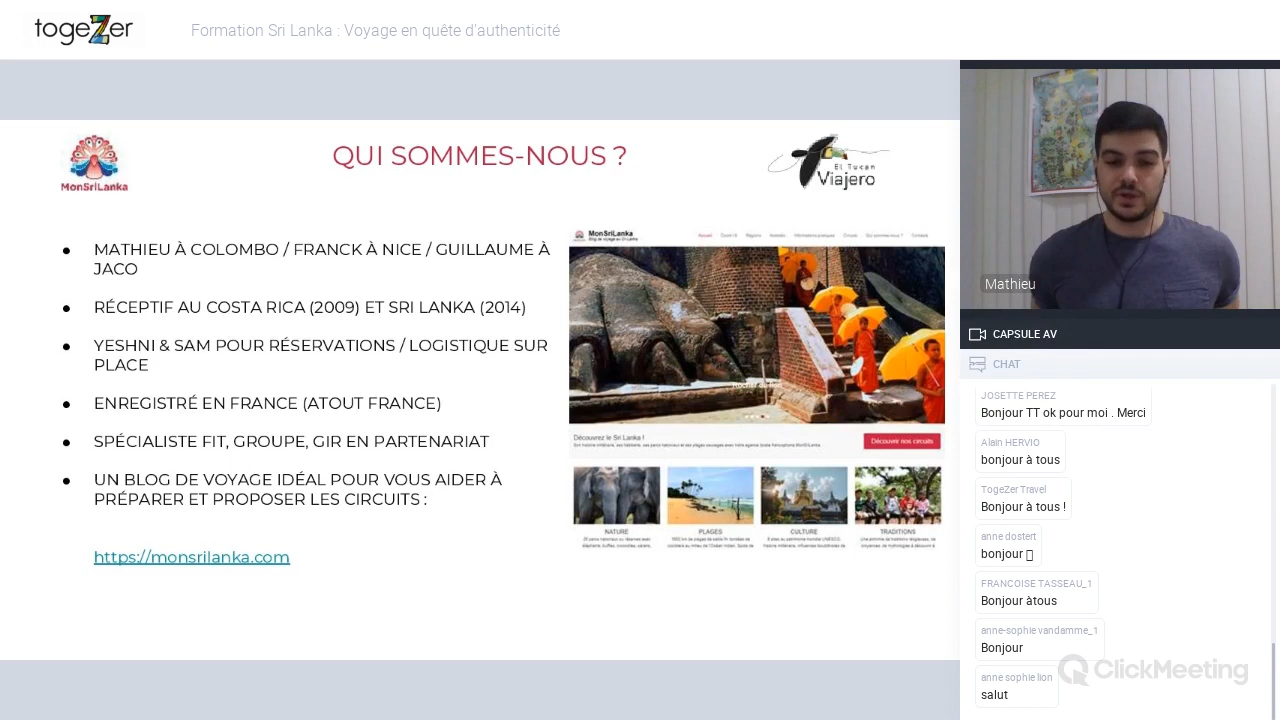 togeZer
Formation Sri Lanka : Voyage en quête d'authenticité
MonSriLanka
QUI SOMMES-NOUS ?
El Tucan
Viajero
● MATHIEU À COLOMBO / FRANCK À NICE / GUILLAUME À
JACO
● RÉCEPTIF AU COSTA RICA (2009) ET SRI LANKA (2014)
● YESHNI & SAM POUR RÉSERVATIONS / LOGISTIQUE SUR
PLACE
● ENREGISTRÉ EN FRANCE (ATOUT FRANCE)
● SPÉCIALISTE FIT, GROUPE, GIR EN PARTENARIAT
● UN BLOG DE VOYAGE IDÉAL POUR VOUS AIDER À
PRÉPARER ET PROPOSER LES CIRCUITS :
https://monsrilanka.com
MonSriLanka
Découvrez le Sri Lanka !
Découvrir nos circuits
NATURE
PLAGES
CULTURE
TRADITIONS
Mathieu
CAPSULE AV
CHAT
JOSETTE PEREZ
Bonjour TT ok pour moi . Merci
Alain HERVIO
bonjour à tous
TogeZer Travel
Bonjour à tous !
anne dostert
bonjour
FRANCOISE TASSEAU_1
Bonjour àtous
anne-sophie vandamme_1
Bonjour
anne sophie lion
salut
ClickMeeting